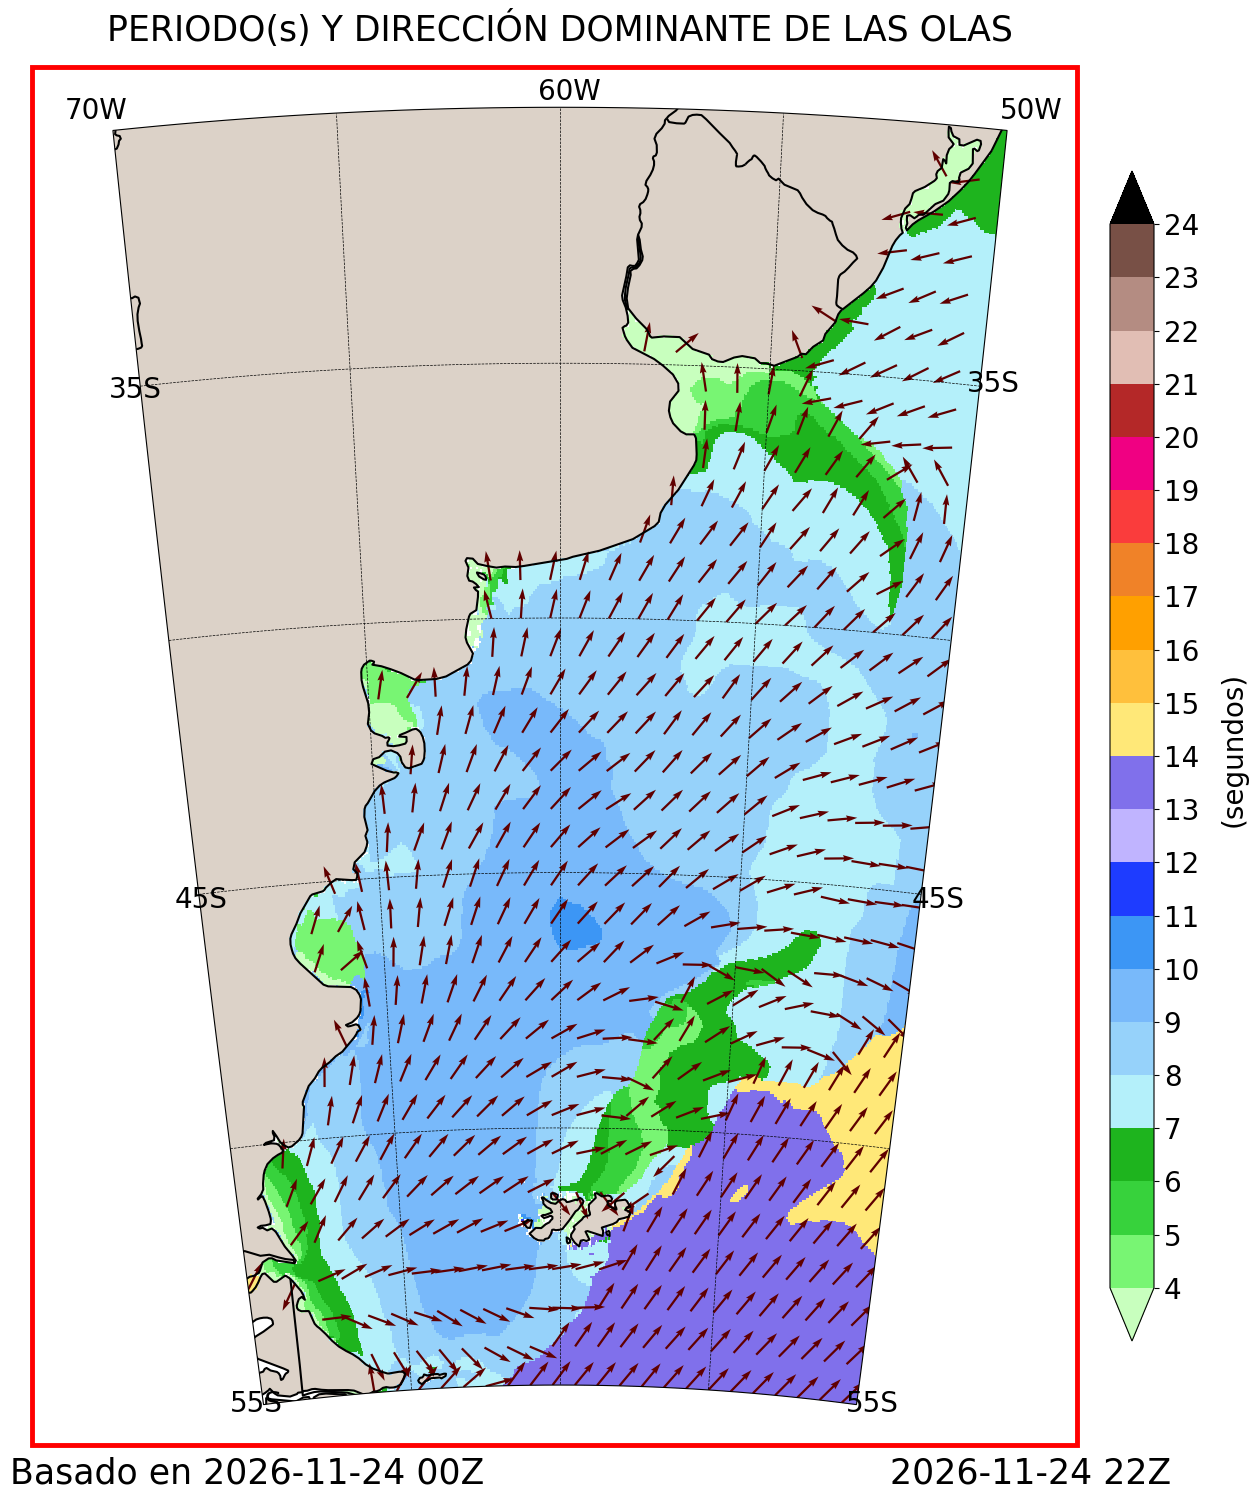 PERIODO(s) Y DIRECCIÓN DOMINANTE DE LAS OLAS
70W
60W
50W
35S
35S
45S
45S
55S
55S
24
23
22
21
20
19
18
17
16
15
14
13
12
11
10
9
8
7
6
5
4
(segundos)
Basado en 2026-11-24 00Z
2026-11-24 22Z